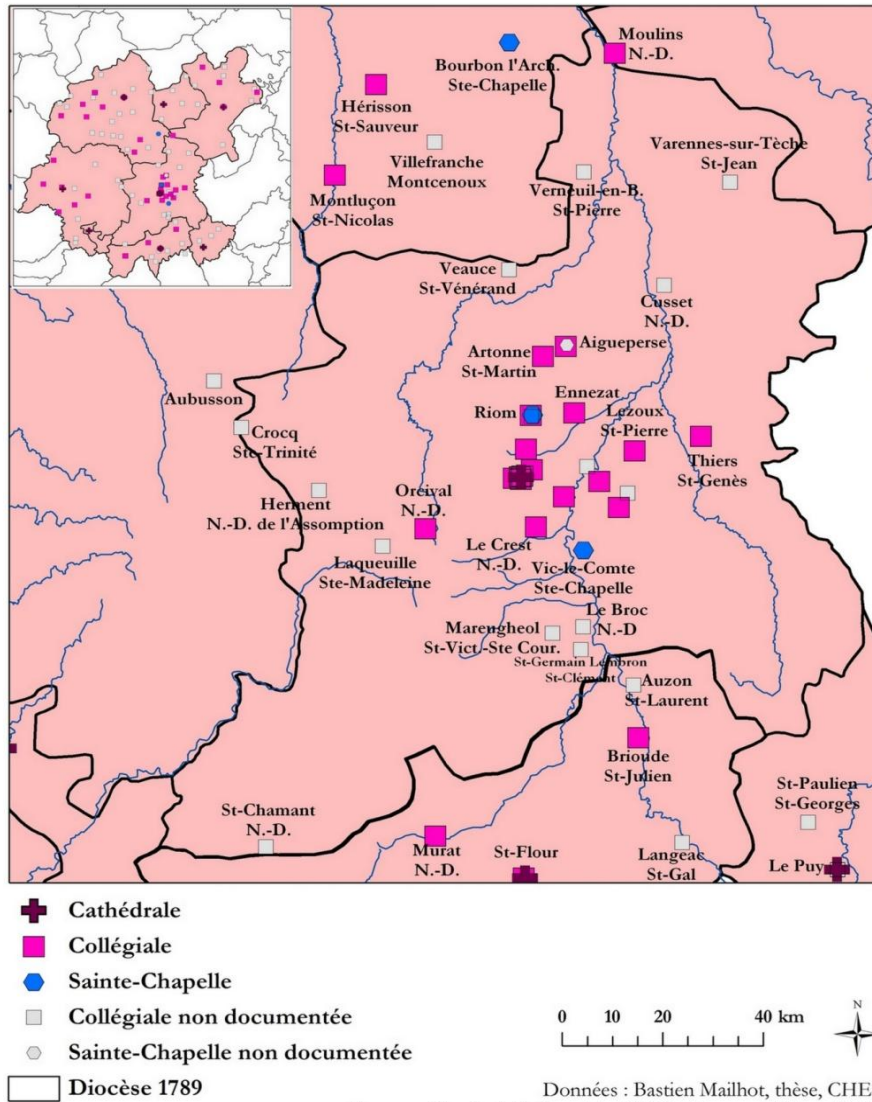 Moulins
N.-D.
Bourbon l'Arch.
Ste-Chapelle
Hérisson
St-Sauveur
Villefranche
Montcenoux
Varennes-sur-Tèche
St-Jean
Montluçon
St-Nicolas
Verneuil-en-B.
St-Pierre
Veauce
St-Vénérand
Cusset
N.-D.
Aigueperse
Artonne
St-Martin
Aubusson
Ennezat
Riom
Lezoux
St-Pierre
Crocq
Ste-Trinité
Thiers
St-Genès
Herment
N.-D. de l'Assomption
Orcival
N.-D.
Le Crest
N.-D.
Laqueuille
Ste-Madeleine
Vic-le-Comte
Ste-Chapelle
Le Broc
N.-D
Marengheol
St-Vict.-Ste Cour.
St-Germain Lembron
St-Clément
Auzon
St-Laurent
Brioude
St-Julien
St-Paulien
St-Georges
St-Chamant
N.-D.
Murat
N.-D.
St-Flour
Langeac
St-Gal
Le Puy
Cathédrale
Collégiale
Sainte-Chapelle
Collégiale non documentée
Sainte-Chapelle non documentée
Diocèse 1789
0 10 20 40 km
N
Données : Bastien Mailhot, thèse, CHE